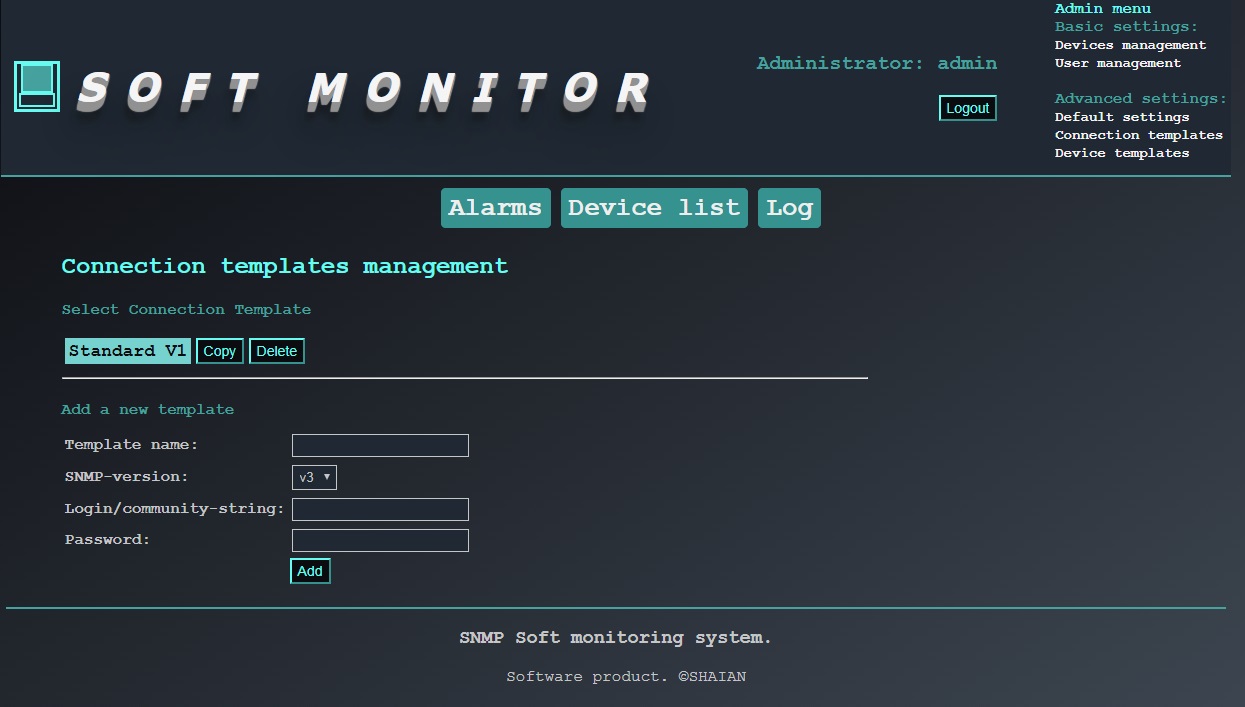 SOFT MONITOR
Administrator: admin
Logout
Admin menu
Basic settings:
Devices management
User management
Advanced settings:
Default settings
Connection templates
Device templates
Alarms Device list Log
Connection templates management
Select Connection Template
Standard V1 Copy Delete
Add a new template
Template name:
SNMP-version: v3
Login/community-string:
Password:
Add
SNMP Soft monitoring system.
Software product. ©SHAIAN